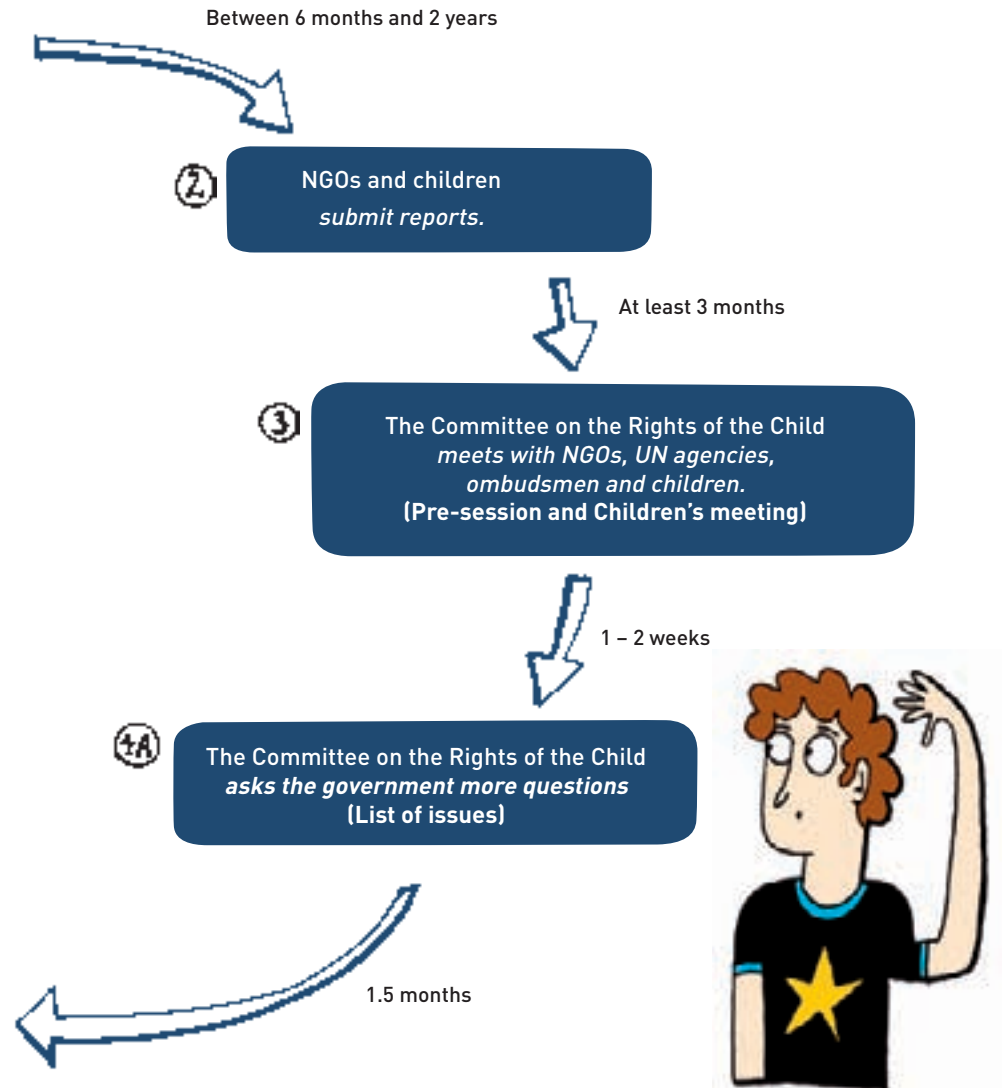 Between 6 months and 2 years
2
NGOs and children
submit reports.
At least 3 months
3
The Committee on the Rights of the Child
meets with NGOs, UN agencies,
ombudsmen and children.
(Pre-session and Children’s meeting)
1 – 2 weeks
4A
The Committee on the Rights of the Child
asks the government more questions
(List of issues)
1.5 months